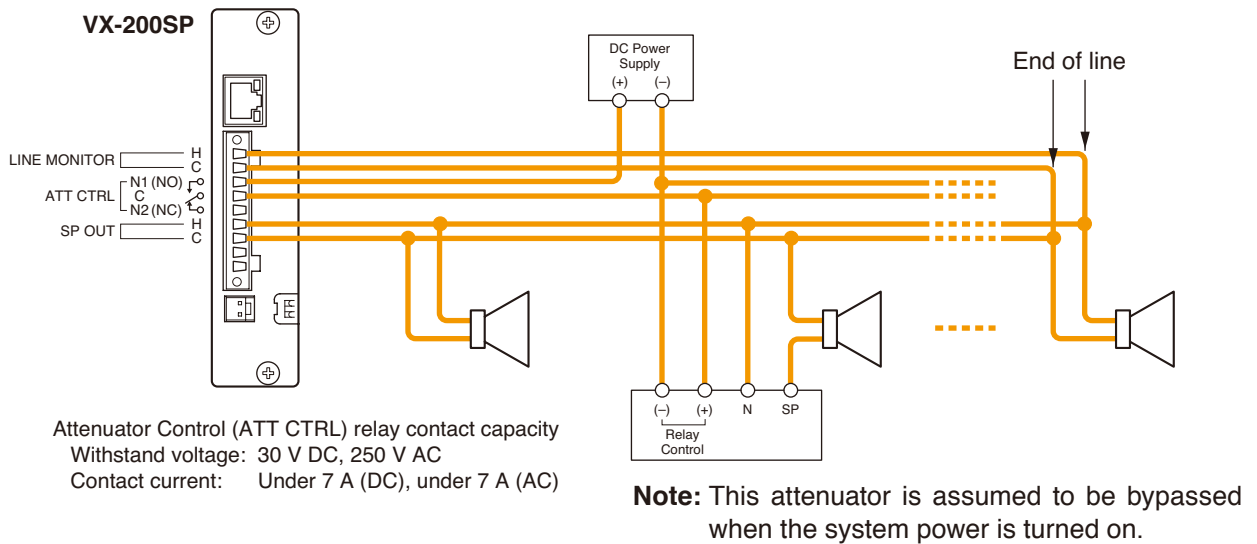 VX-200SP
DC Power
Supply
(+) (–)
End of line
LINE MONITOR
H
C
ATT CTRL
N1 (NO)
C
N2 (NC)
SP OUT
H
C
(–) (+) N SP
Relay
Control
Attenuator Control (ATT CTRL) relay contact capacity
Withstand voltage: 30 V DC, 250 V AC
Contact current: Under 7 A (DC), under 7 A (AC)
Note: This attenuator is assumed to be bypassed
when the system power is turned on.